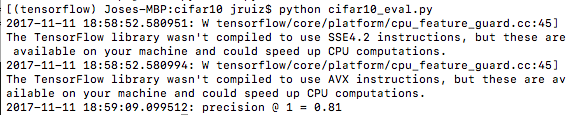 [(tensorflow) Joses-MBP:cifar10 jruiz$ python cifar10_eval.py
2017-11-11 18:58:52.580951: W tensorflow/core/platform/cpu_feature_guard.cc:45]
The TensorFlow library wasn't compiled to use SSE4.2 instructions, but these are
 available on your machine and could speed up CPU computations.
2017-11-11 18:58:52.580994: W tensorflow/core/platform/cpu_feature_guard.cc:45]
The TensorFlow library wasn't compiled to use AVX instructions, but these are av
ailable on your machine and could speed up CPU computations.
2017-11-11 18:59:09.099512: precision @ 1 = 0.81